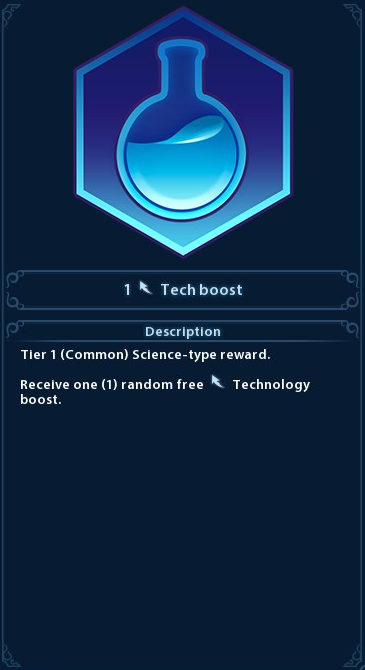 1 Tech boost
Description
Tier 1 (Common) Science-type reward.
Receive one (1) random free Technology
boost.